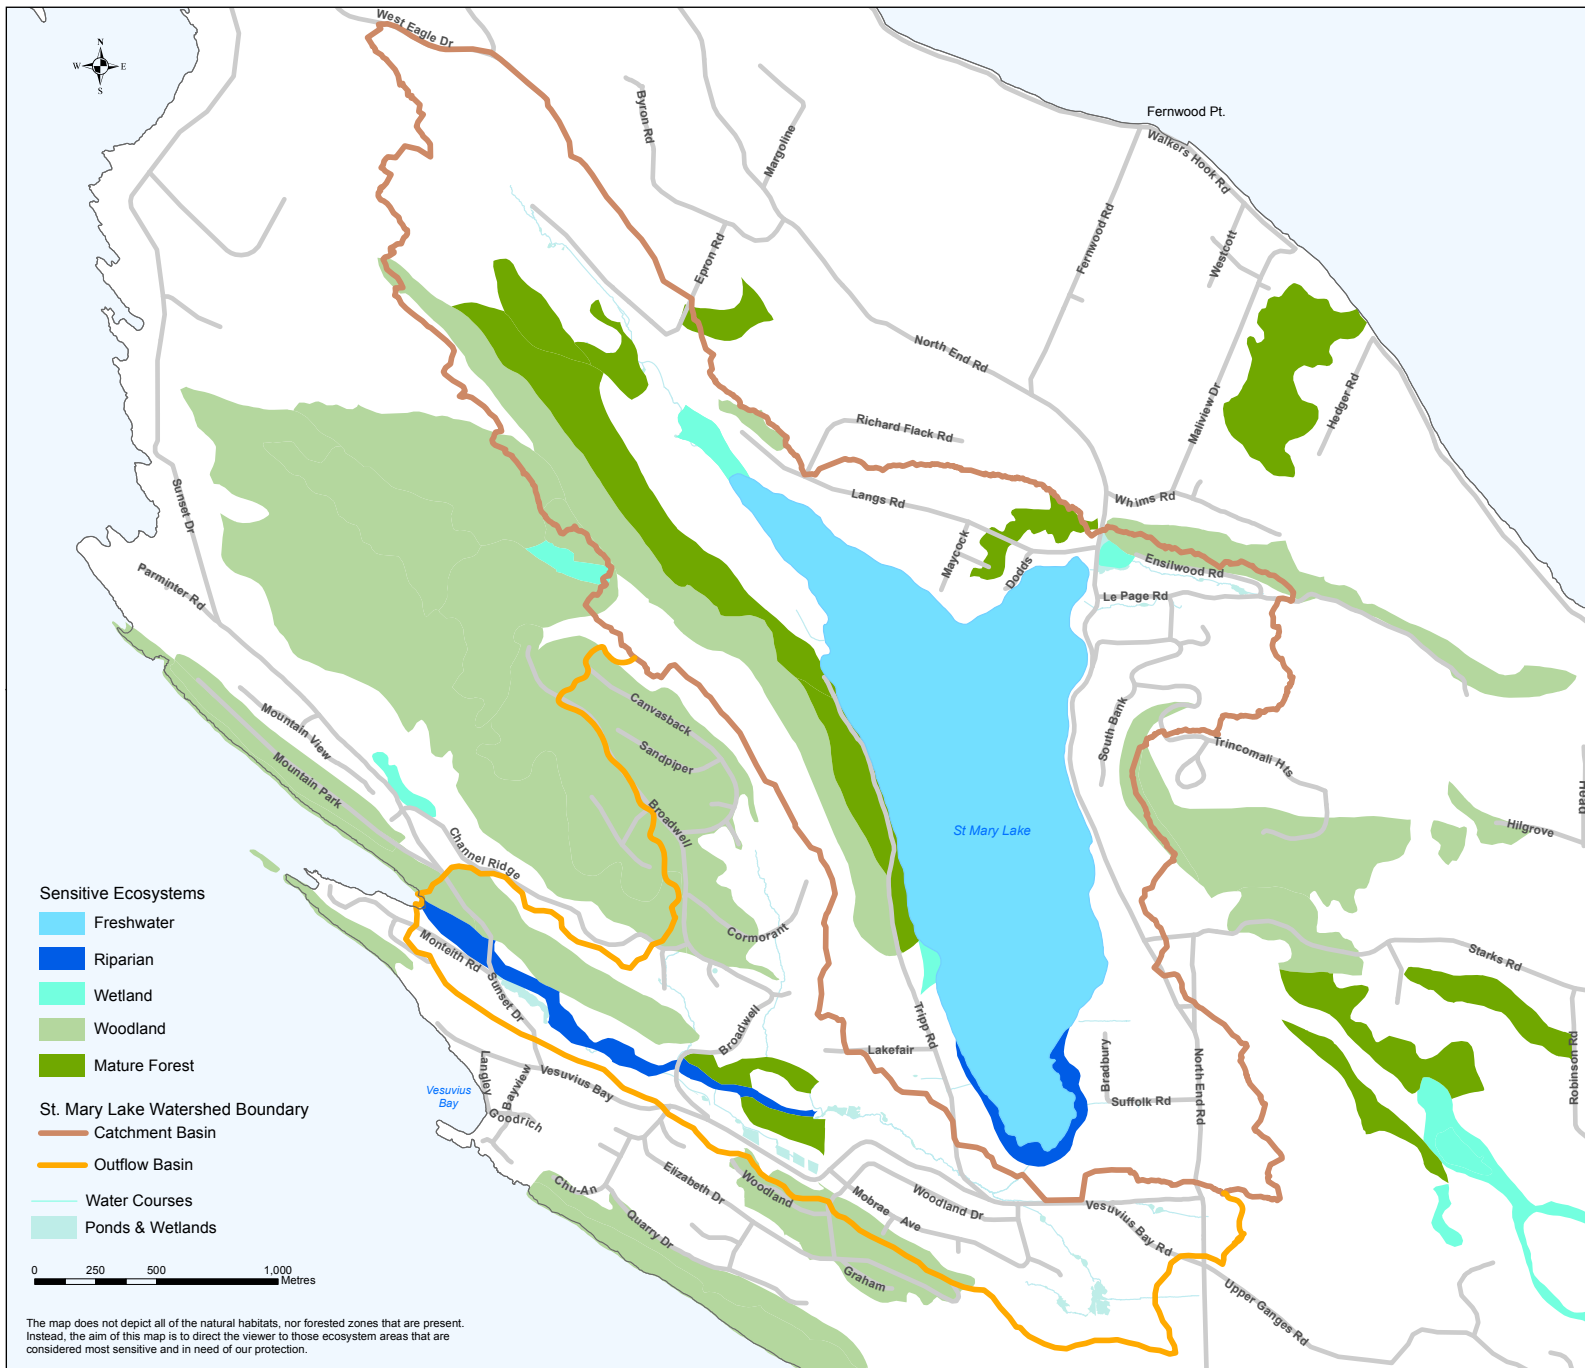 West Eagle Dr
N
W
E
S
Byron Rd
Margoline
Fernwood Pt.
Walkers Hook Rd
Fernwood Rd
Westcott
Epron Rd
North End Rd
Maliview Dr
Hedger Rd
Richard Flack Rd
Langs Rd
Whims Rd
Sunset Dr
Maycock
Dodds
Ensilwood Rd
Le Page Rd
Parminter Rd
Canvasback
Sandpiper
Mountain View
Mountain Park
South Bank
Trincomali Hts
Broadwell
Channel Ridge
St Mary Lake
Hilgrove
Sensitive Ecosystems
Freshwater
Riparian
Wetland
Woodland
Mature Forest
St. Mary Lake Watershed Boundary
Catchment Basin
Outflow Basin
Water Courses
Ponds & Wetlands
Cormorant
Monteith Rd
Sunset Dr
Starks Rd
Broadwell
Tripp Rd
Lakefair
Bradbury
North End Rd
Robinson Rd
Suffolk Rd
Langley
Bayview
Goodrich
Vesuvius Bay
Vesuvius
Bay
Chu-An
Elizabeth Dr
Woodland
Mobrae Ave
Woodland Dr
Quarry Dr
Graham
Vesuvius Bay Rd
Upper Ganges Rd
0 250 500 1,000
Metres
The map does not depict all of the natural habitats, nor forested zones that are present.
Instead, the aim of this map is to direct the viewer to those ecosystem areas that are
considered most sensitive and in need of our protection.